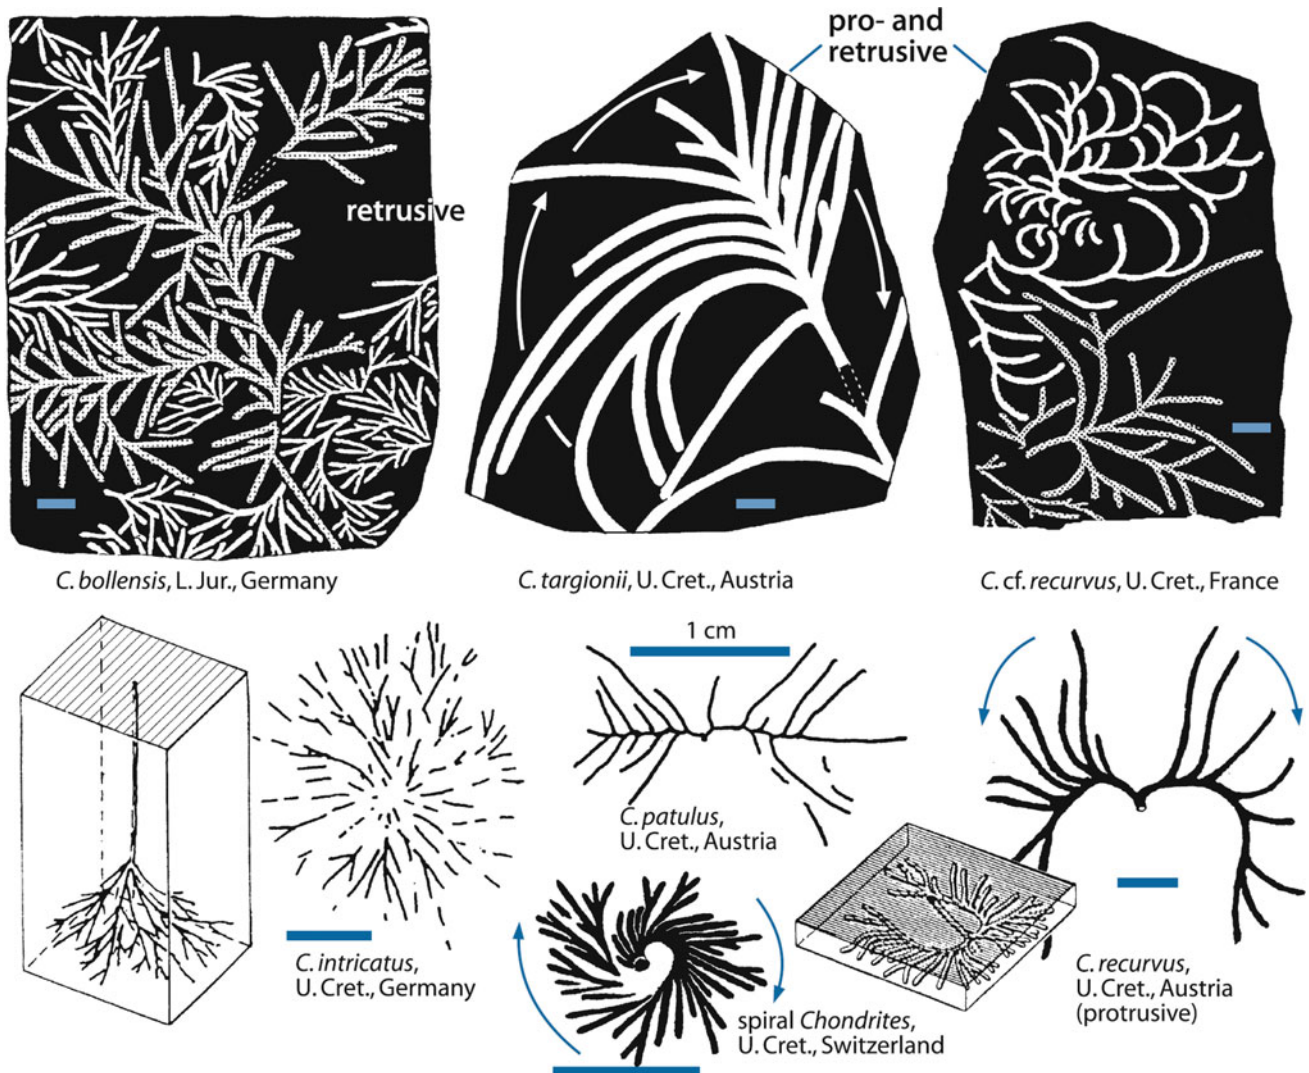 pro- and
retrusive
retrusive
C. bollensis, L. Jur., Germany
C. targionii, U. Cret., Austria
C. cf. recurvus, U. Cret., France
1 cm
C. patulus,
U. Cret., Austria
C. intricatus,
U. Cret., Germany
spiral Chondrites,
U. Cret., Switzerland
C. recurvus,
U. Cret., Austria
(protrusive)